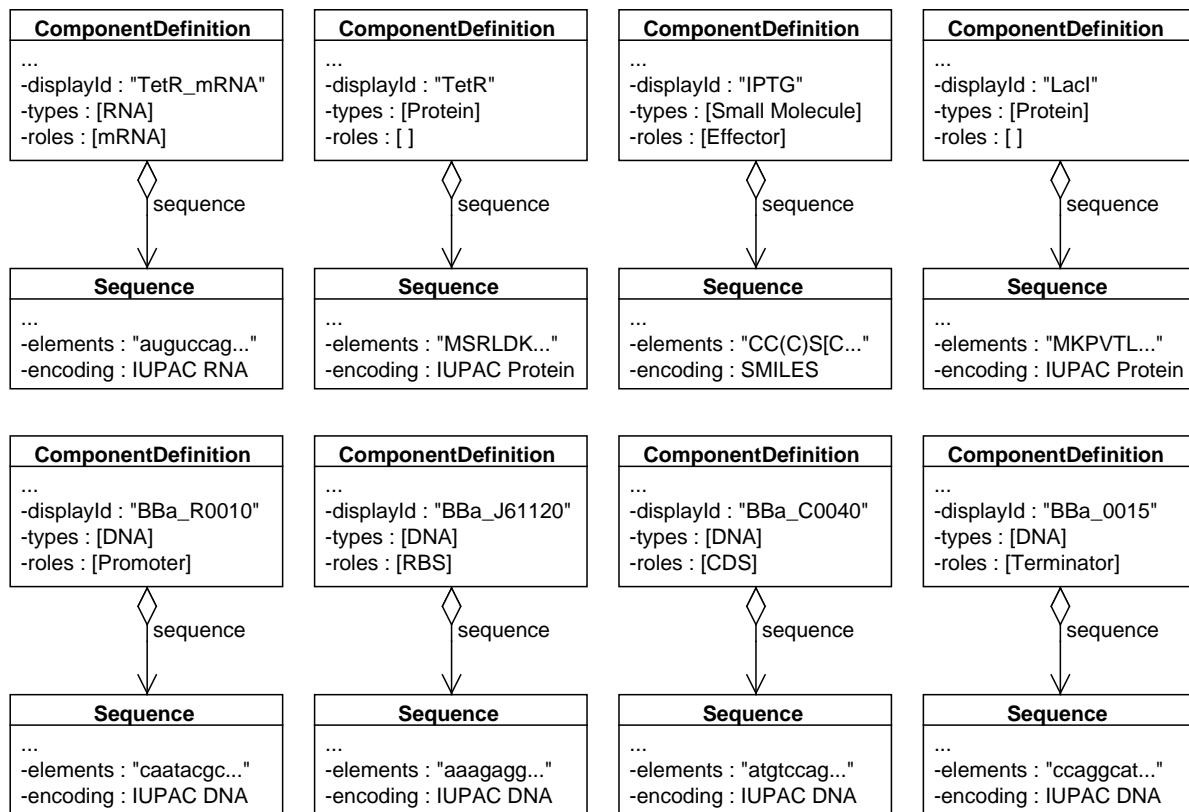 ComponentDefinition
...
-displayId : "TetR_mRNA"
-types : [RNA]
-roles : [mRNA]
sequence
Sequence
...
-elements : "auguccag..."
-encoding : IUPAC RNA
ComponentDefinition
...
-displayId : "TetR"
-types : [Protein]
-roles : [ ]
sequence
Sequence
...
-elements : "MSRLDK..."
-encoding : IUPAC Protein
ComponentDefinition
...
-displayId : "IPTG"
-types : [Small Molecule]
-roles : [Effector]
sequence
Sequence
...
-elements : "CC(C)S[C..."
-encoding : SMILES
ComponentDefinition
...
-displayId : "LacI"
-types : [Protein]
-roles : [ ]
sequence
Sequence
...
-elements : "MKPVTL..."
-encoding : IUPAC Protein
ComponentDefinition
...
-displayId : "BBa_R0010"
-types : [DNA]
-roles : [Promoter]
sequence
Sequence
...
-elements : "caatacgc..."
-encoding : IUPAC DNA
ComponentDefinition
...
-displayId : "BBa_J61120"
-types : [DNA]
-roles : [RBS]
sequence
Sequence
...
-elements : "aaagagg..."
-encoding : IUPAC DNA
ComponentDefinition
...
-displayId : "BBa_C0040"
-types : [DNA]
-roles : [CDS]
sequence
Sequence
...
-elements : "atgtccag..."
-encoding : IUPAC DNA
ComponentDefinition
...
-displayId : "BBa_0015"
-types : [DNA]
-roles : [Terminator]
sequence
Sequence
...
-elements : "ccaggcat..."
-encoding : IUPAC DNA